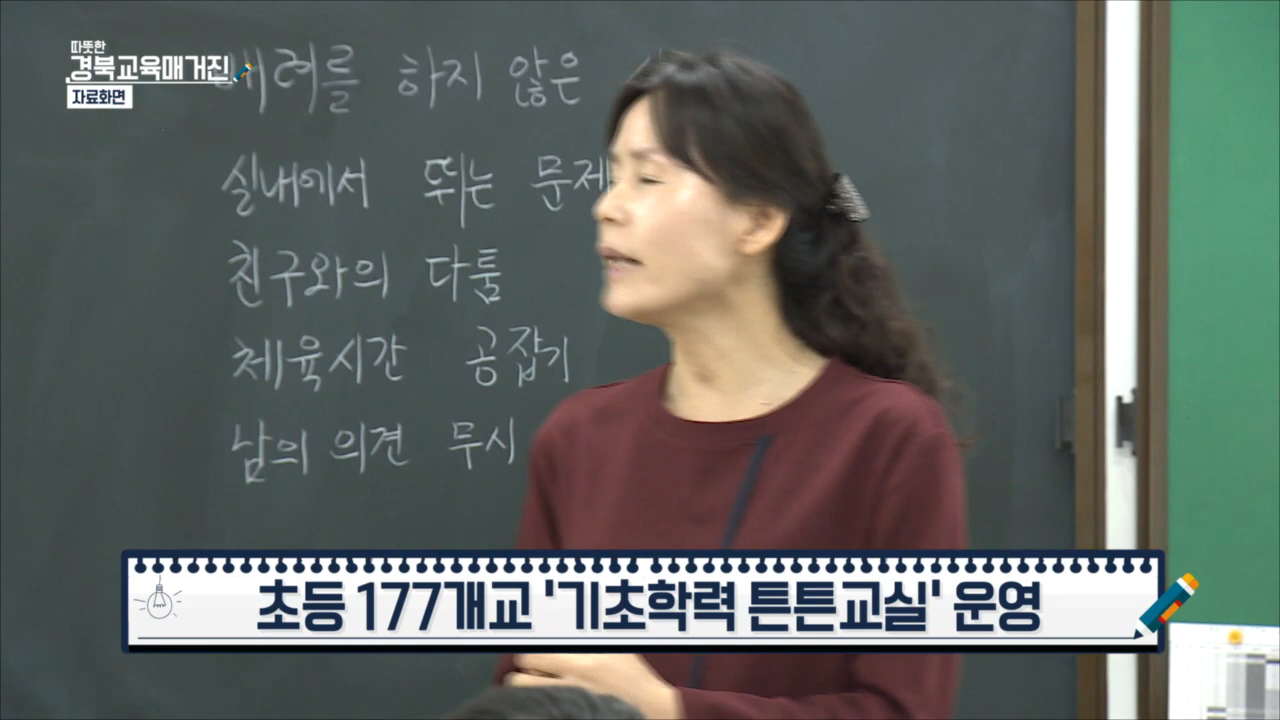 따뜻한
경북교육매거진
자료화면
배려를 하지 않은
실내에서 뛰는 문제
친구와의 다툼
체육시간 공잡기
남의 의견 무시
초등 177개교 '기초학력 튼튼교실' 운영